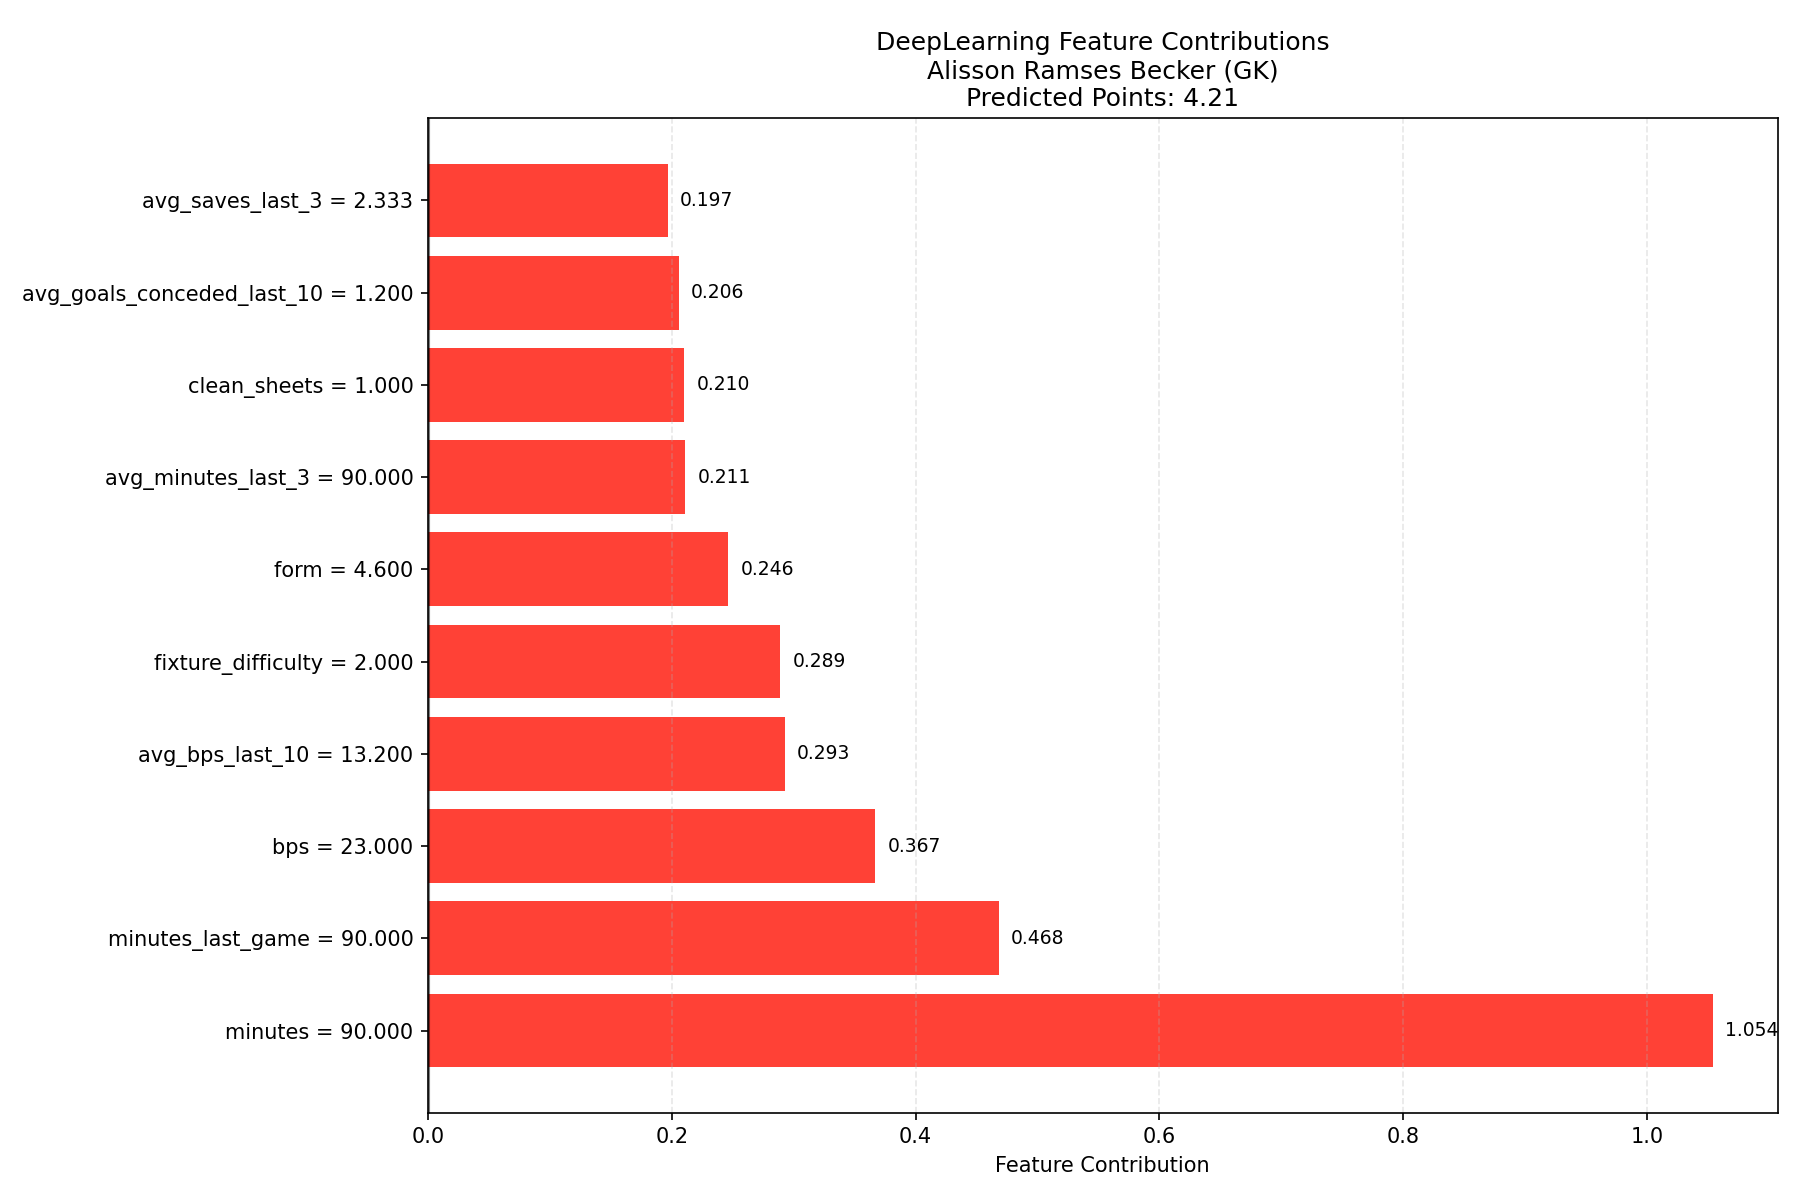 DeepLearning Feature Contributions
Alisson Ramses Becker (GK)
Predicted Points: 4.21
avg_saves_last_3 = 2.333 0.197
avg_goals_conceded_last_10 = 1.200 0.206
clean_sheets = 1.000 0.210
avg_minutes_last_3 = 90.000 0.211
form = 4.600 0.246
fixture_difficulty = 2.000 0.289
avg_bps_last_10 = 13.200 0.293
bps = 23.000 0.367
minutes_last_game = 90.000 0.468
minutes = 90.000 1.054
0.0 0.2 0.4 0.6 0.8 1.0
Feature Contribution